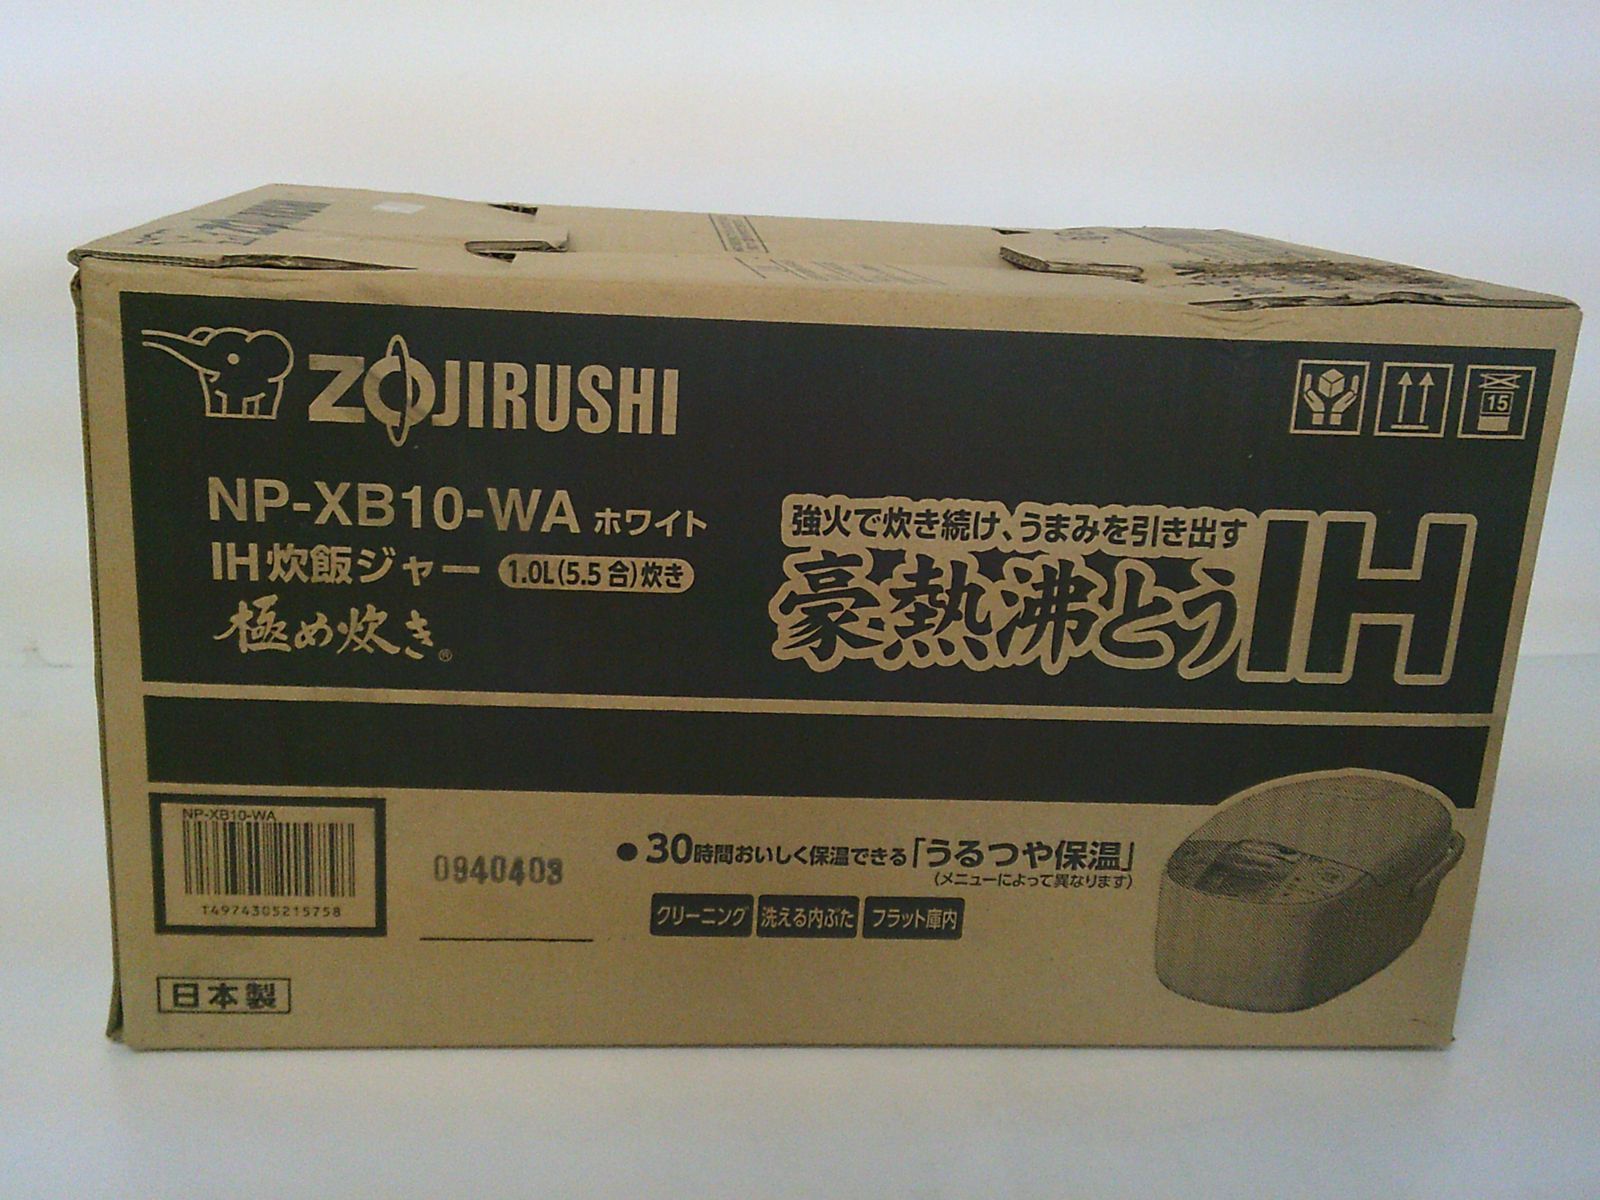 ZOJIRUSHI
15
NP-XB10-WA ホワイト
IH炊飯ジャー 1.0L(5.5合)炊き
極め炊き®
強火で炊き続け、うまみを引き出す
豪熱沸とうIH
NP-XB10-WA
T4974305215758
0940403
●30時間おいしく保温できる「うるつや保温」
(メニューによって異なります)
クリーニング 洗える内ぶた フラット庫内
日本製